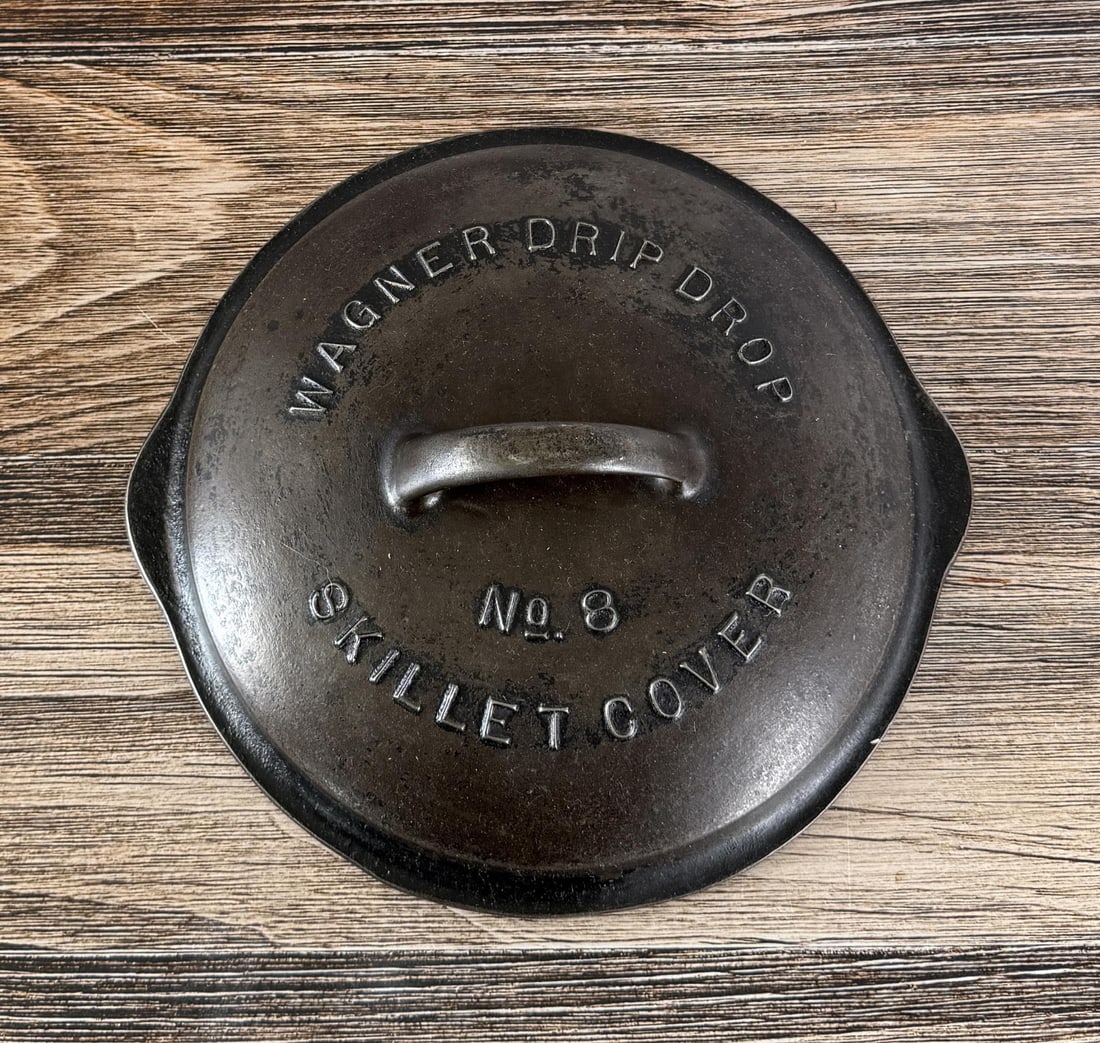 WAGNER DRIP DROP
No. 8
SKILLET COVER